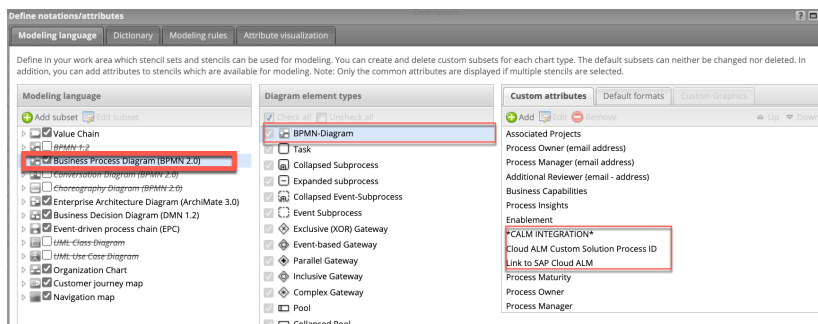 Description
Define notations/attributes
?
Modeling language
Dictionary
Modeling rules
Attribute visualization
Define in your work area which stencil sets and stencils can be used for modeling. You can create and delete custom subsets for each chart type. The default subsets can neither be changed nor deleted. In
addition, you can add attributes to stencils which are available for modeling. Note: Only the common attributes are displayed if multiple stencils are selected.
Modeling language
Add subset
Edit subset
Value Chain
BPMN 1.2
Business Process Diagram (BPMN 2.0)
Conversation Diagram (BPMN 2.0)
Choreography Diagram (BPMN 2.0)
Enterprise Architecture Diagram (ArchiMate 3.0)
Business Decision Diagram (DMN 1.2)
Event-driven process chain (EPC)
UML Class Diagram
UML Use Case Diagram
Organization Chart
Customer journey map
Navigation map
Diagram element types
Check all
Uncheck all
BPMN-Diagram
Task
Collapsed Subprocess
Expanded subprocess
Collapsed Event-Subprocess
Event Subprocess
Exclusive (XOR) Gateway
Event-based Gateway
Parallel Gateway
Inclusive Gateway
Complex Gateway
Pool
Collapsed Pool
Custom attributes
Default formats
Custom Graphics
Add
Edit
Remove
Up
Down
Associated Projects
Process Owner (email address)
Process Manager (email address)
Additional Reviewer (email - address)
Business Capabilities
Process Insights
Enablement
*CALM INTEGRATION*
Cloud ALM Custom Solution Process ID
Link to SAP Cloud ALM
Process Maturity
Process Owner
Process Manager